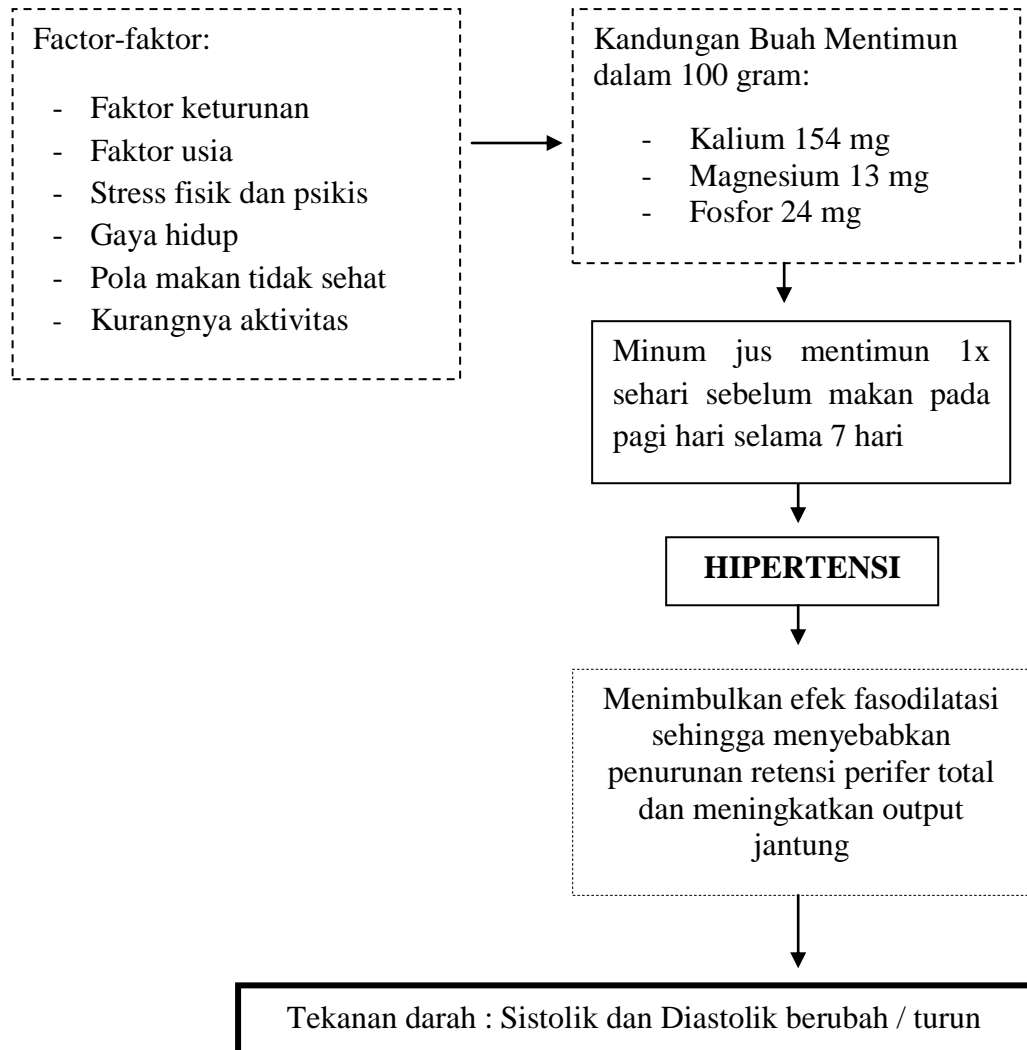 Factor-faktor:
- Faktor keturunan
- Faktor usia
- Stress fisik dan psikis
- Gaya hidup
- Pola makan tidak sehat
- Kurangnya aktivitas
Kandungan Buah Mentimun
dalam 100 gram:
- Kalium 154 mg
- Magnesium 13 mg
- Fosfor 24 mg
Minum jus mentimun 1x
sehari sebelum makan pada
pagi hari selama 7 hari
HIPERTENSI
Menimbulkan efek fasodilatasi
sehingga menyebabkan
penurunan retensi perifer total
dan meningkatkan output
jantung
Tekanan darah : Sistolik dan Diastolik berubah / turun